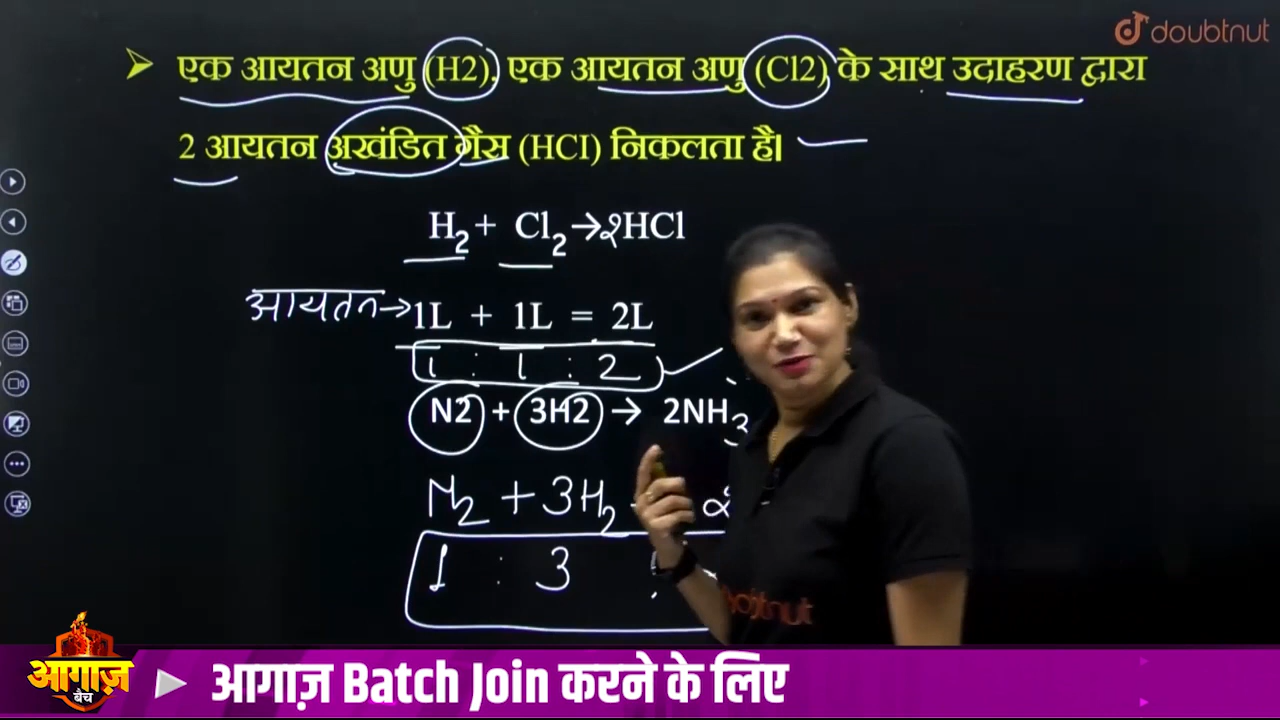 doubtnut
एक आयतन अणु (H2), एक आयतन अणु (Cl2) के साथ उदाहरण द्वारा
2 आयतन अखंडित गैस (HCl) निकलता है।
H2 + Cl2 → 2HCl
आयतन → 1L + 1L = 2L
1 : 1 : 2
N2 + 3H2 → 2NH3
N2 + 3H2 2
1 : 3 :
आगाज़ बैच
आगाज़ Batch Join करने के लिए